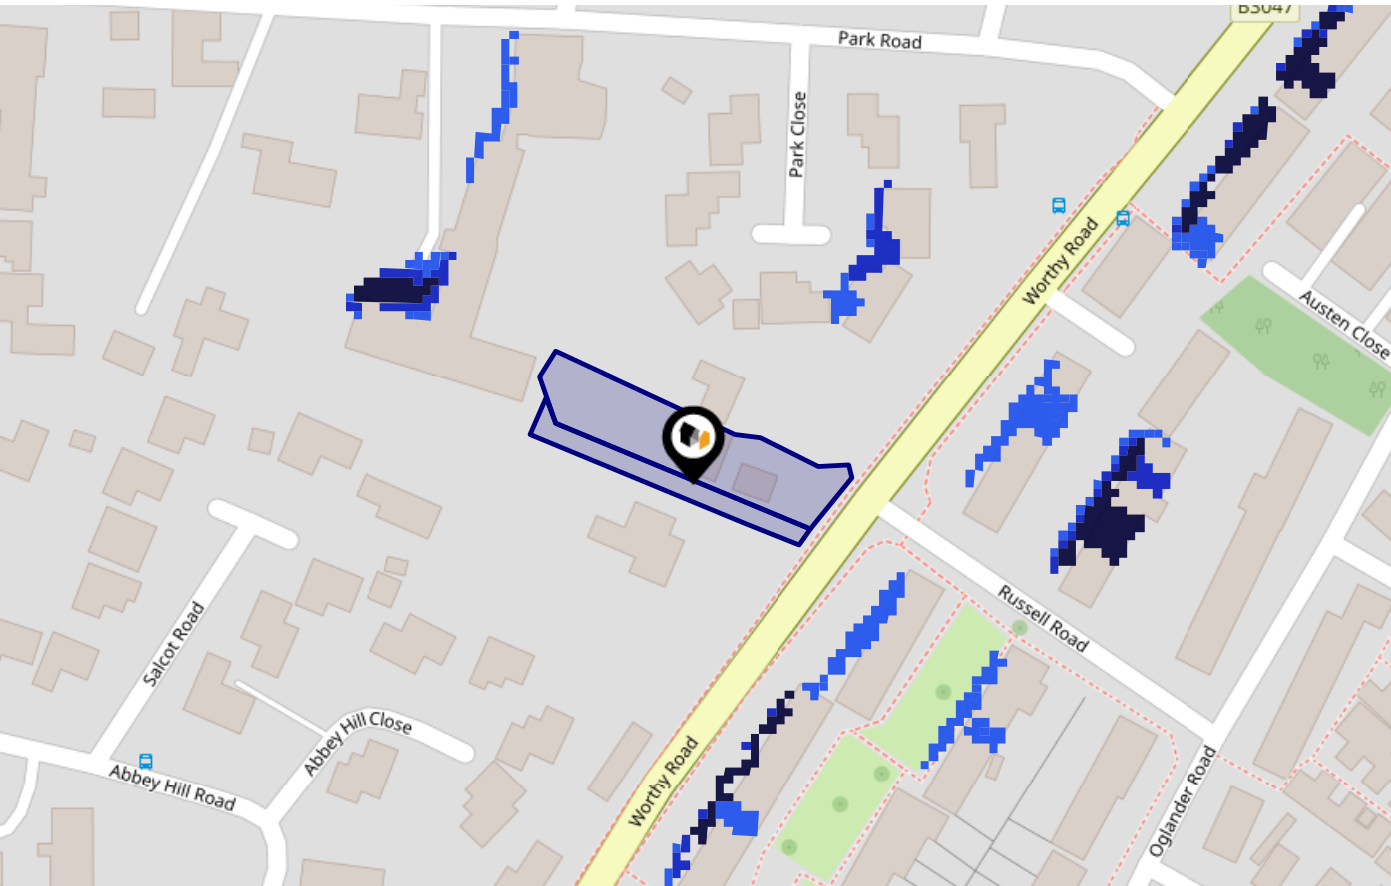 B3047
Park Road
Park Close
Worthy Road
Austen Close
Russell Road
Salcot Road
Abbey Hill Close
Abbey Hill Road
Worthy Road
Oglander Road